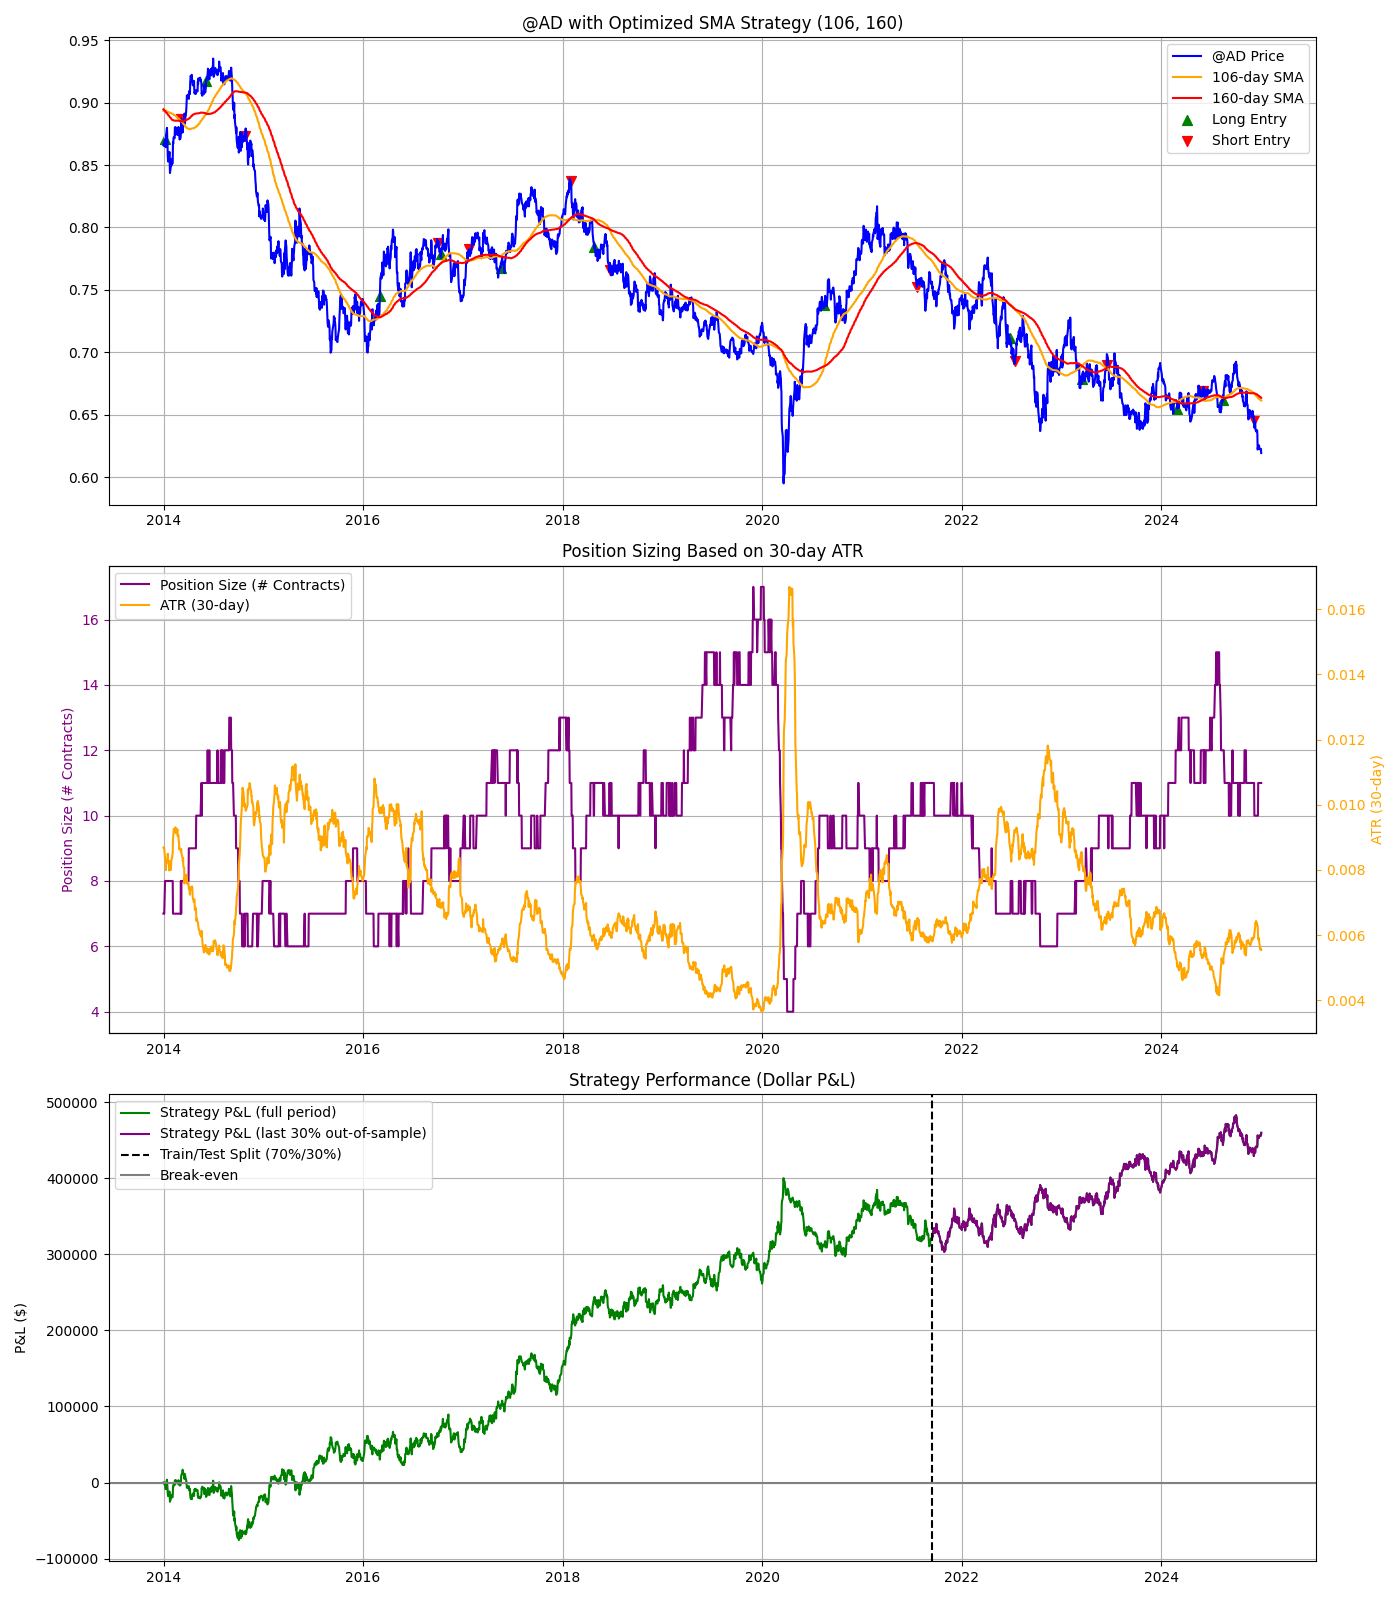 @AD with Optimized SMA Strategy (106, 160)
0.95
0.90
0.85
0.80
0.75
0.70
0.65
0.60
@AD Price
106-day SMA
160-day SMA
Long Entry
Short Entry
2014 2016 2018 2020 2022 2024
Position Sizing Based on 30-day ATR
Position Size (# Contracts)
16
14
12
10
8
6
4
Position Size (# Contracts)
ATR (30-day)
0.016
0.014
0.012
0.010
0.008
0.006
0.004
ATR (30-day)
2014 2016 2018 2020 2022 2024
Strategy Performance (Dollar P&L)
P&L ($)
500000
400000
300000
200000
100000
0
−100000
Strategy P&L (full period)
Strategy P&L (last 30% out-of-sample)
Train/Test Split (70%/30%)
Break-even
2014 2016 2018 2020 2022 2024